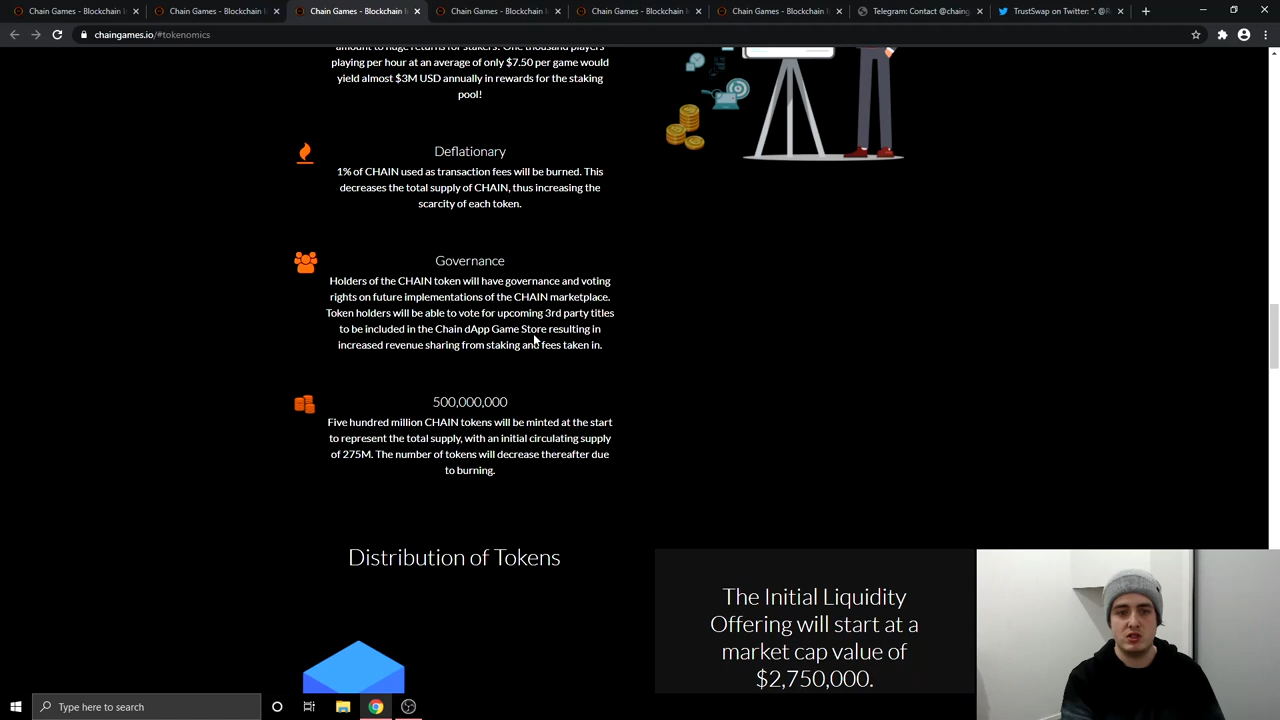 Chain Games - Blockchain I
Chain Games - Blockchain I
Chain Games - Blockchain I
Chain Games - Blockchain I
Chain Games - Blockchain I
Chain Games - Blockchain I
Telegram: Contact @chaing
TrustSwap on Twitter: ". @R
chaingames.io/#tokenomics
amount to huge returns for stakers! One thousand players
playing per hour at an average of only $7.50 per game would
yield almost $3M USD annually in rewards for the staking
pool!
Deflationary
1% of CHAIN used as transaction fees will be burned. This
decreases the total supply of CHAIN, thus increasing the
scarcity of each token.
Governance
Holders of the CHAIN token will have governance and voting
rights on future implementations of the CHAIN marketplace.
Token holders will be able to vote for upcoming 3rd party titles
to be included in the Chain dApp Game Store resulting in
increased revenue sharing from staking and fees taken in.
500,000,000
Five hundred million CHAIN tokens will be minted at the start
to represent the total supply, with an initial circulating supply
of 275M. The number of tokens will decrease thereafter due
to burning.
Distribution of Tokens
The Initial Liquidity
Offering will start at a
market cap value of
$2,750,000.
Type here to search